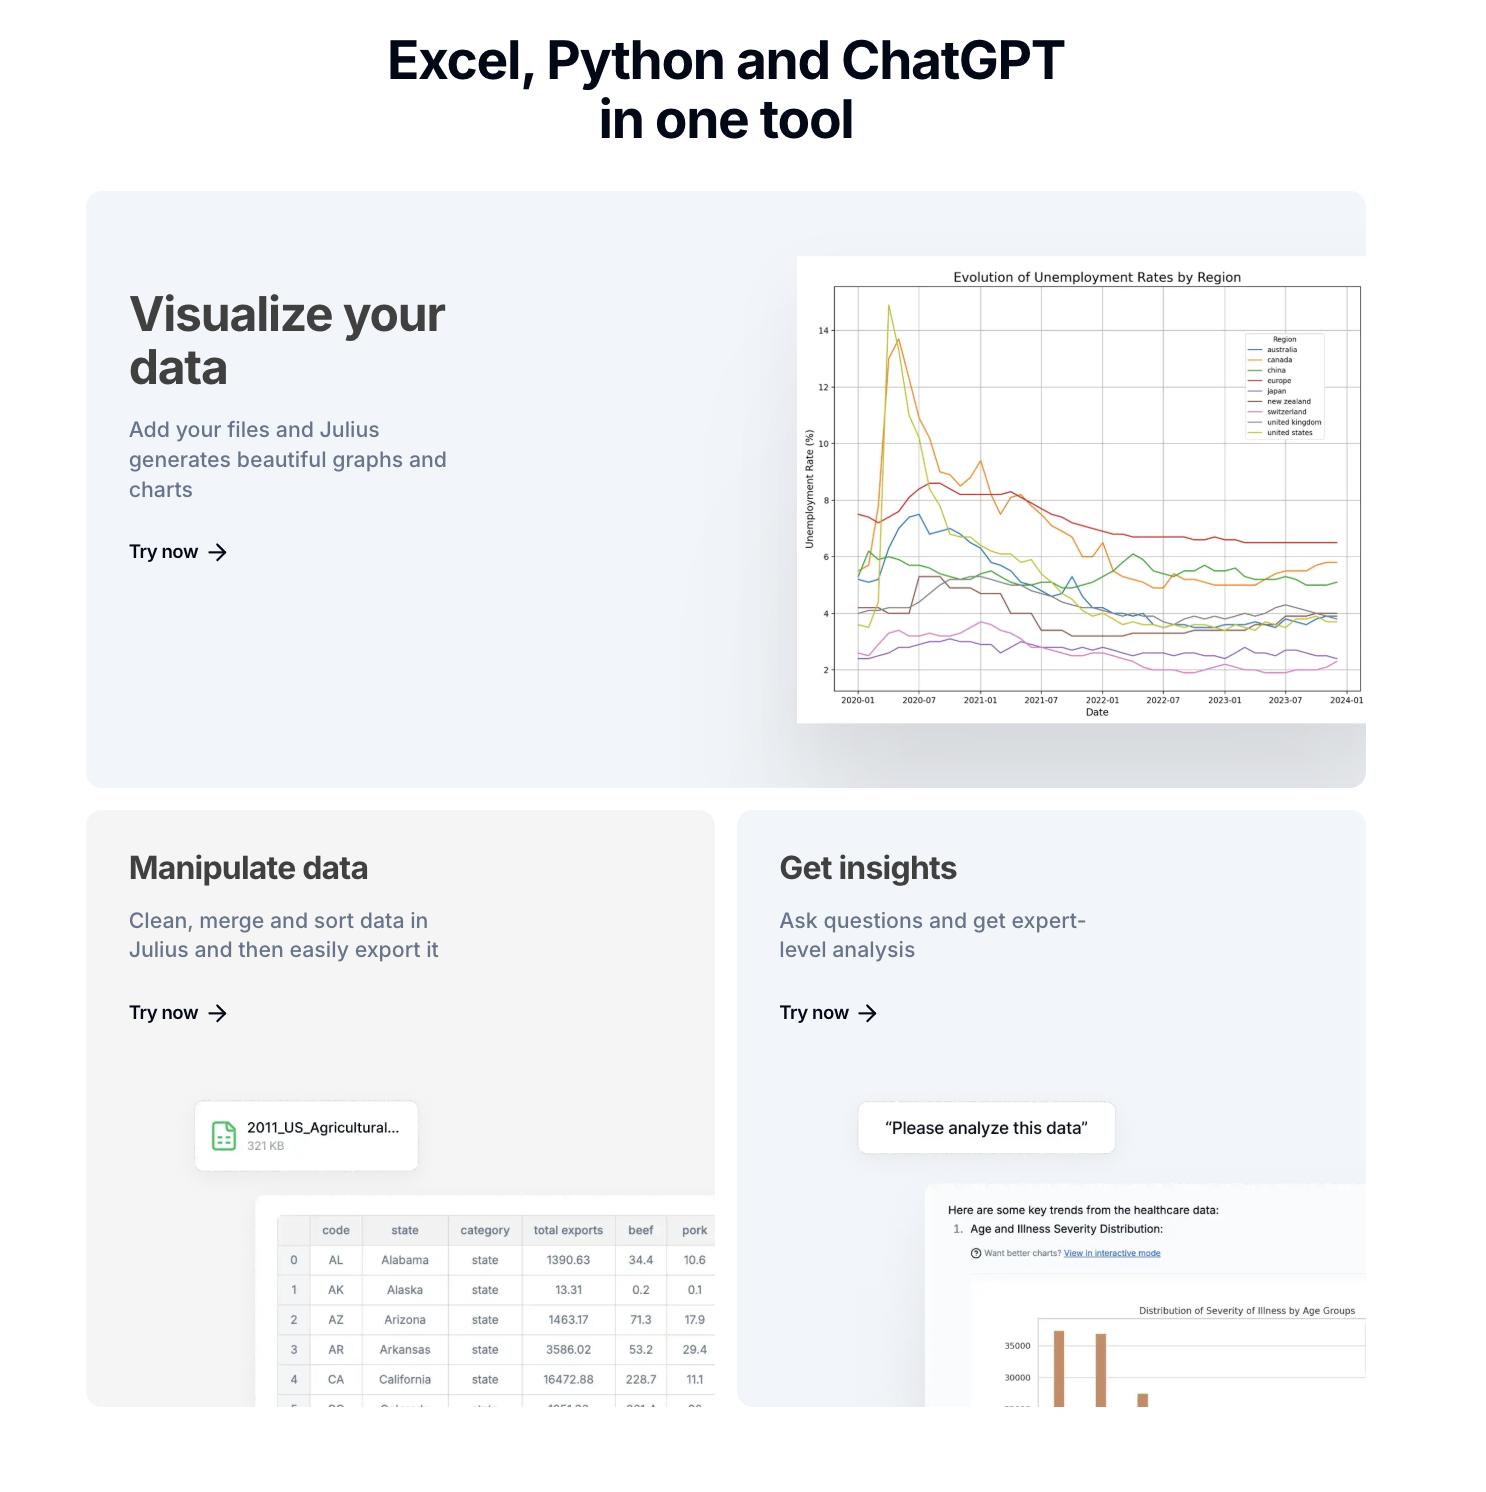 Excel, Python and ChatGPT
in one tool
Visualize your
data
Add your files and Julius
generates beautiful graphs and
charts
Try now
Evolution of Unemployment Rates by Region
Unemployment Rate (%)
14
12
10
8
6
4
2
Region
australia
canada
china
europe
japan
new zealand
switzerland
united kingdom
united states
2020-01 2020-07 2021-01 2021-07 2022-01 2022-07 2023-01 2023-07 2024-01
Date
Manipulate data
Clean, merge and sort data in
Julius and then easily export it
Try now
2011_US_Agricultural...
321 KB
code state category total exports beef pork
0 AL Alabama state 1390.63 34.4 10.6
1 AK Alaska state 13.31 0.2 0.1
2 AZ Arizona state 1463.17 71.3 17.9
3 AR Arkansas state 3586.02 53.2 29.4
4 CA California state 16472.88 228.7 11.1
Get insights
Ask questions and get expert-
level analysis
Try now
“Please analyze this data”
Here are some key trends from the healthcare data:
1. Age and Illness Severity Distribution:
Want better charts? View in interactive mode
Distribution of Severity of Illness by Age Groups
35000
30000